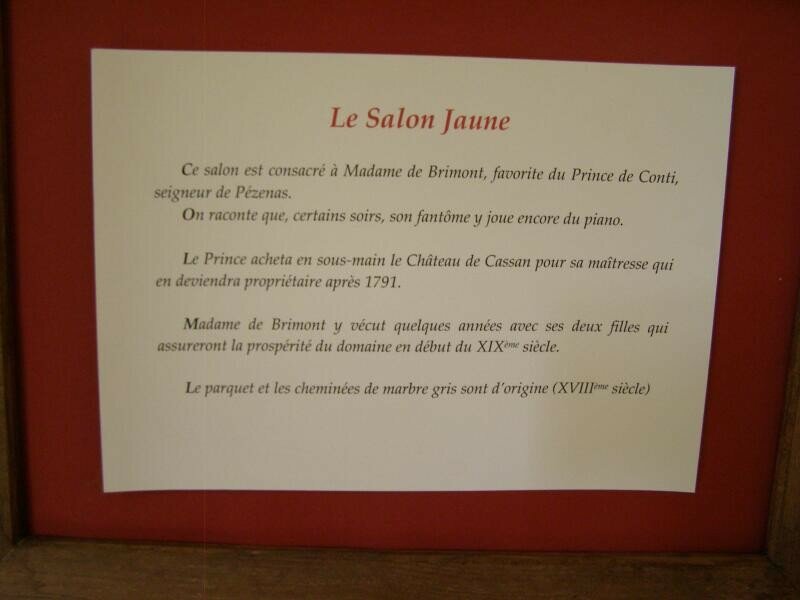 Le Salon Jaune
Ce salon est consacré à Madame de Brimont, favorite du Prince de Conti,
seigneur de Pézenas.
On raconte que, certains soirs, son fantôme y joue encore du piano.
Le Prince acheta en sous-main le Château de Cassan pour sa maîtresse qui
en deviendra propriétaire après 1791.
Madame de Brimont y vécut quelques années avec ses deux filles qui
assureront la prospérité du domaine en début du XIXème siècle.
Le parquet et les cheminées de marbre gris sont d'origine (XVIIIème siècle)